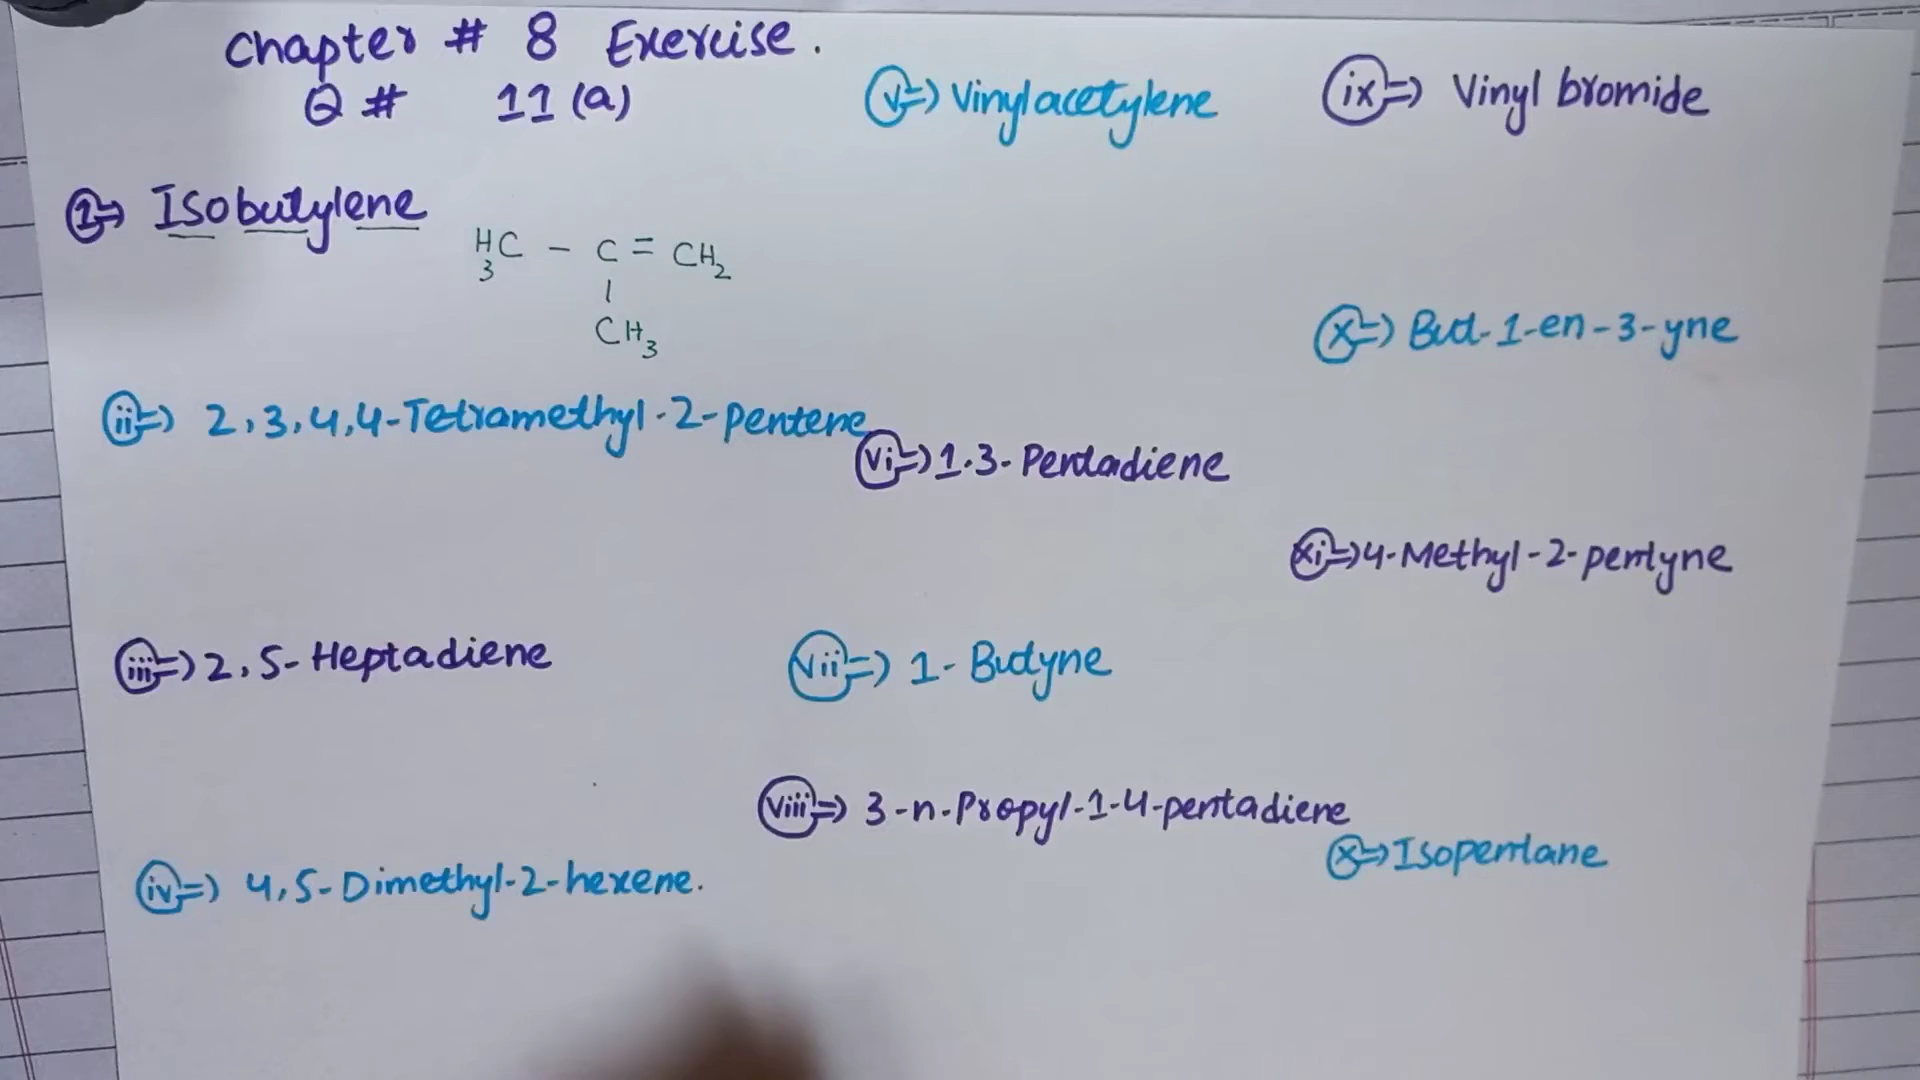 Chapter # 8 Exercise.
Q # 11 (a)
1⇒ Isobutylene
H3C - C = CH2
|
CH3
ii⇒ 2,3,4,4-Tetramethyl-2-pentene
iii⇒ 2,5-Heptadiene
iv⇒ 4,5-Dimethyl-2-hexene.
v⇒ Vinylacetylene
vi⇒ 1.3-Pentadiene
vii⇒ 1-Butyne
viii⇒ 3-n-Propyl-1-4-pentadiene
ix⇒ Vinyl bromide
x⇒ But-1-en-3-yne
xi⇒ 4-Methyl-2-pentyne
x⇒ Isopentane